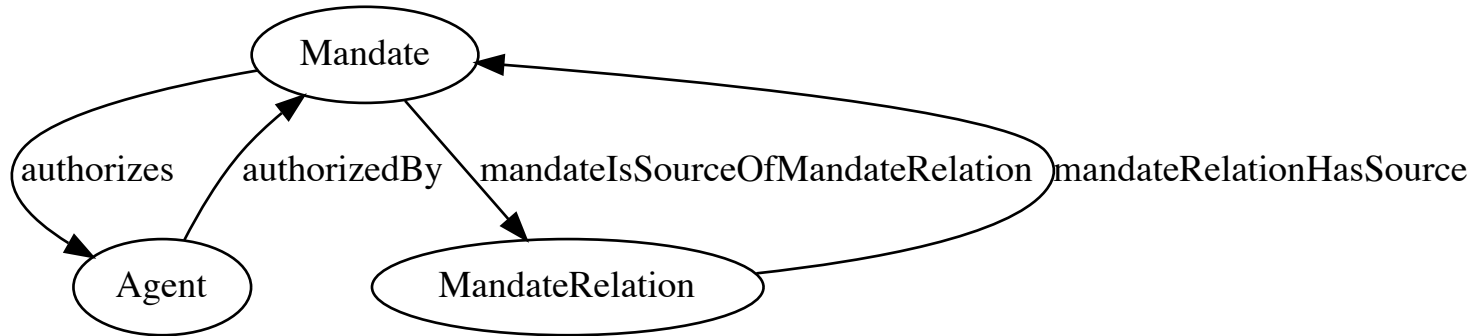 Mandate
authorizes
authorizedBy
mandateIsSourceOfMandateRelation
mandateRelationHasSource
Agent
MandateRelation